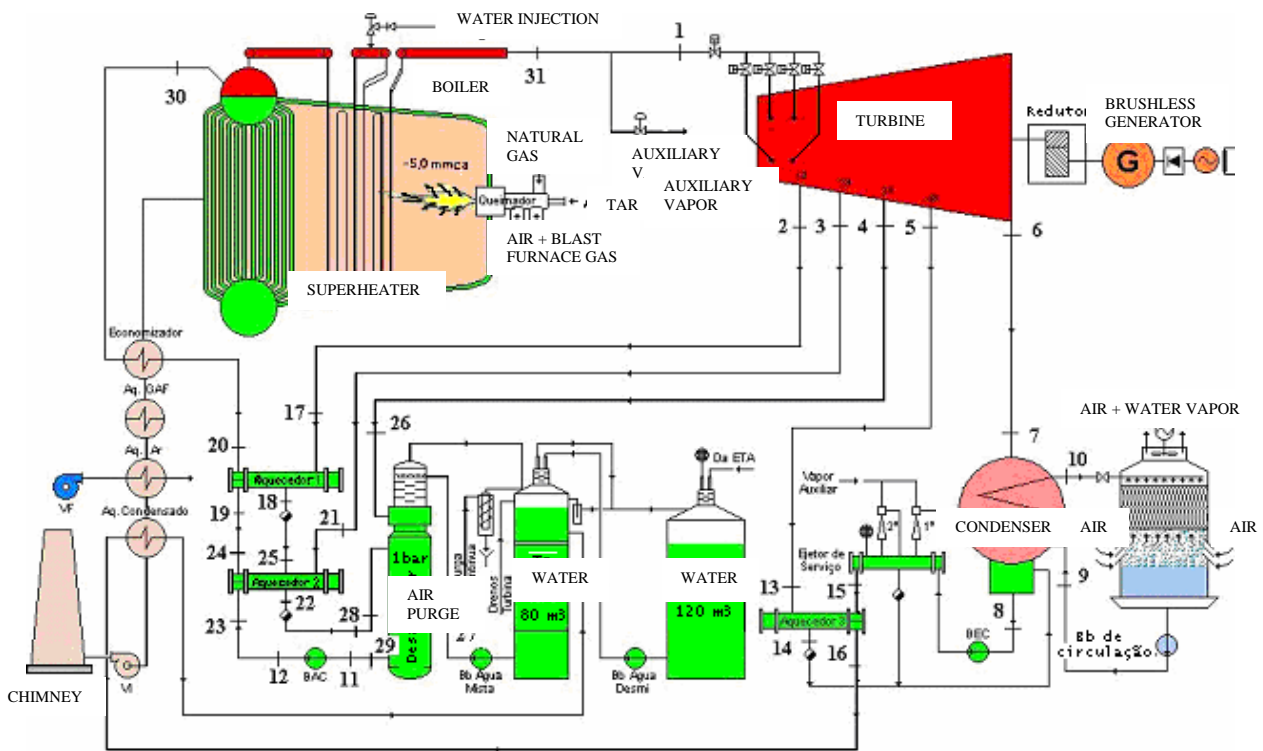 WATER INJECTION
1
30
31
BOILER
TURBINE
Redutor
BRUSHLESS
GENERATOR
G
NATURAL
GAS
AUXILIARY
V
AUXILIARY
VAPOR
-5,0 mmca
Queimador
TAR
AIR + BLAST
FURNACE GAS
SUPERHEATER
2
3
4
5
6
Economizador
Aq. GAF
Aq. Ar
Aq. Condensado
VF
17
26
20
Aquecedor 1
18
19
21
24
25
Aquecedor 2
22
23
28
29
12
BAC
11
1bar
AIR
PURGE
Drenos
Turbina
WATER
80 m3
Bb Agua
Mista
Bb Agua
Desmi
Da ETA
WATER
120 m3
Vapor
Auxiliar
2º
1º
Ejetor de
Serviço
13
15
Aquecedor 3
14
16
7
10
CONDENSER
8
BEC
9
AIR + WATER VAPOR
AIR
AIR
Bb de
circulação
CHIMNEY
VI